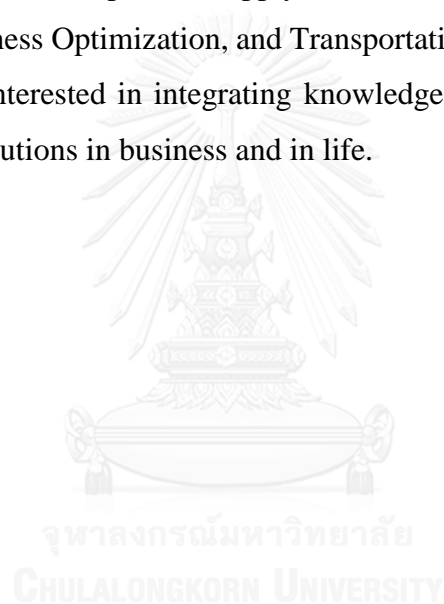 ness Optimization, and Transportati
nterested in integrating knowledge
utions in business and in life.
จุฬาลงกรณ์มหาวิทยาลัย
CHULALONGKORN UNIVERSITY